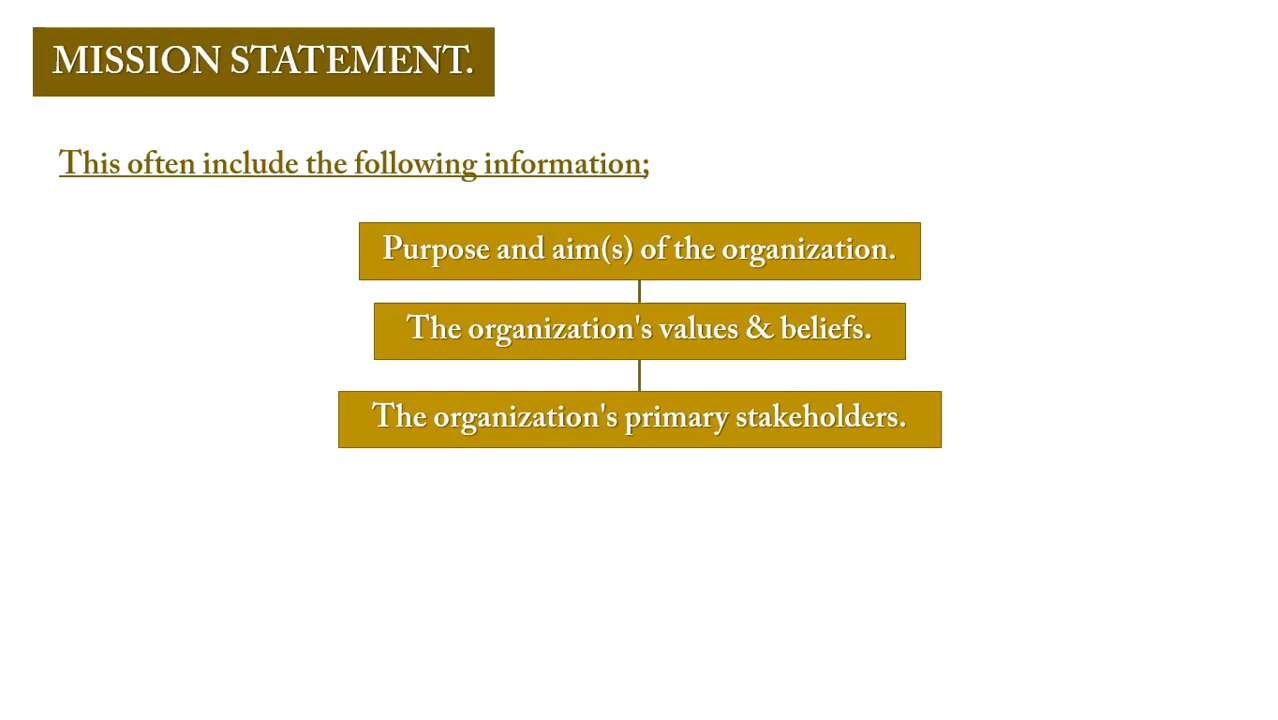 MISSION STATEMENT.
This often include the following information;
Purpose and aim(s) of the organization.
The organization's values & beliefs.
The organization's primary stakeholders.